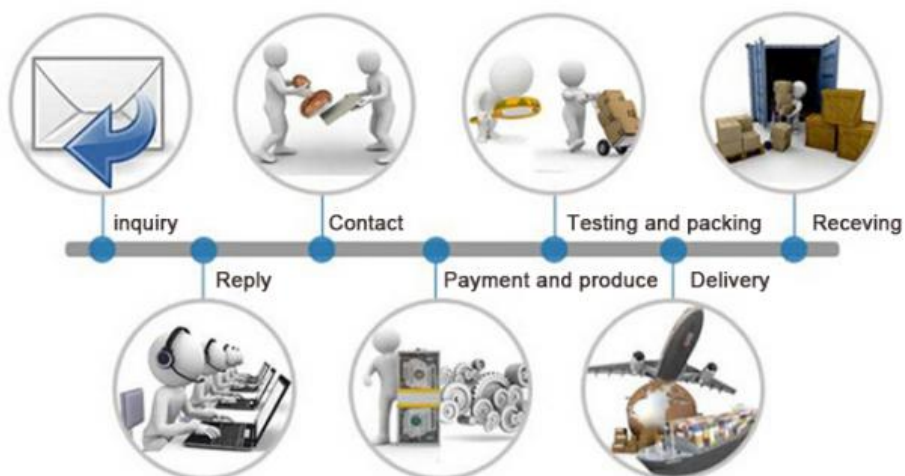 inquiry
Contact
Testing and packing
Receving
Reply
Payment and produce
Delivery